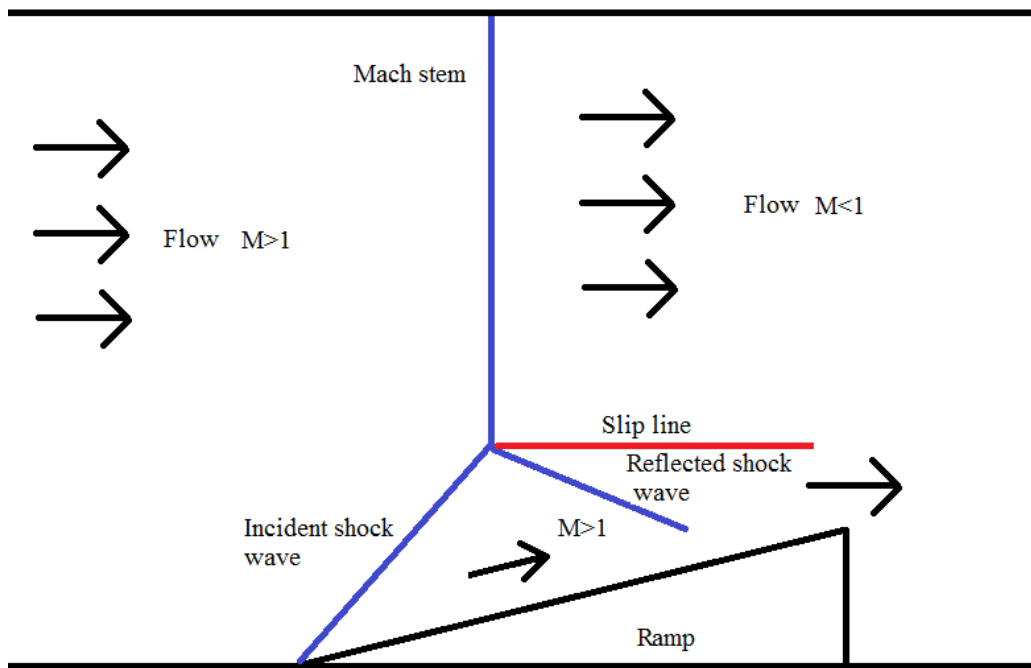 Mach stem
Flow M>1
Flow M<1
Slip line
Reflected shock
wave
Incident shock
wave
M>1
Ramp